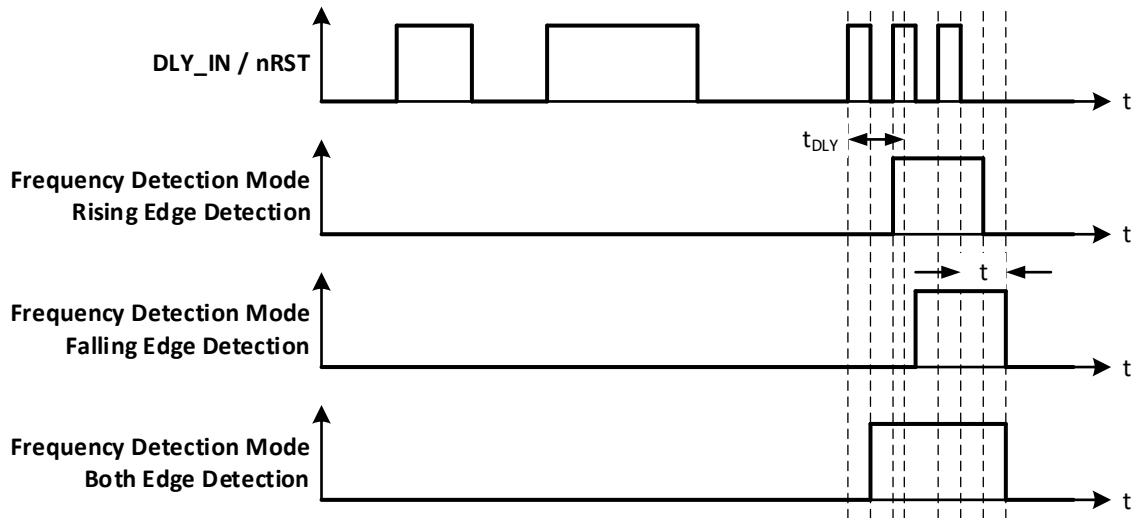 DLY_IN / nRST
t
t_DLY
Frequency Detection Mode
Rising Edge Detection
t
t
Frequency Detection Mode
Falling Edge Detection
t
Frequency Detection Mode
Both Edge Detection
t